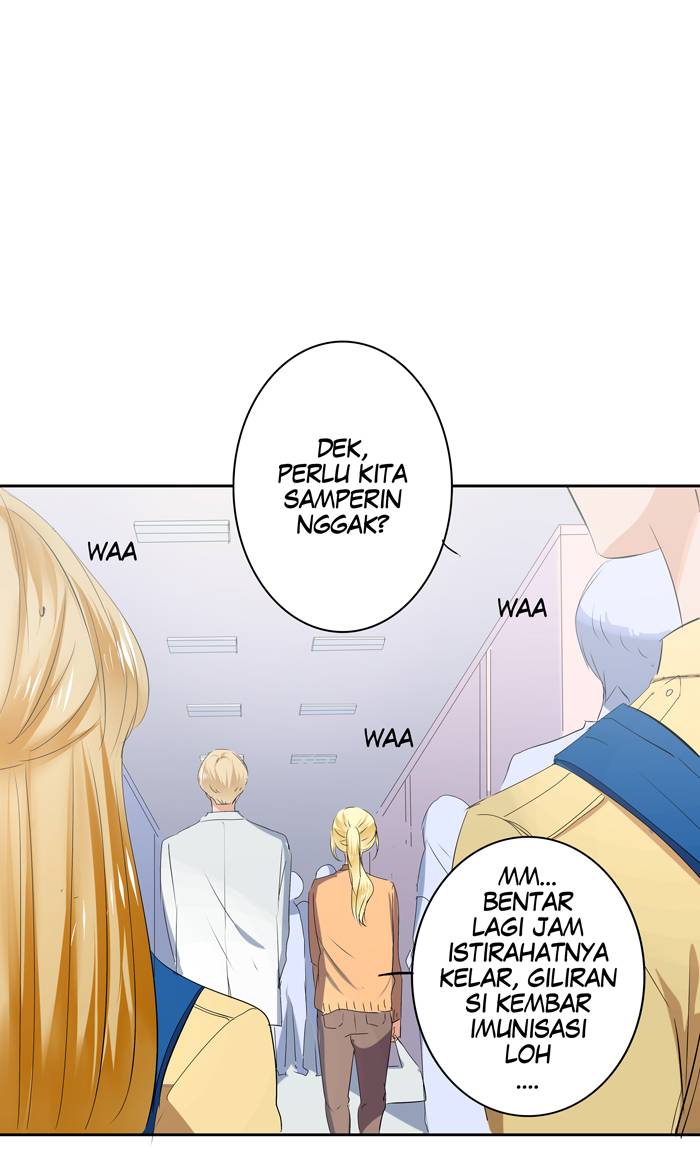 DEK,
PERLU KITA
SAMPERIN
NGGAK?
WAA
WAA
WAA
MM...
BENTAR
LAGI JAM
ISTIRAHATNYA
KELAR, GILIRAN
SI KEMBAR
IMUNISASI
LOH
....